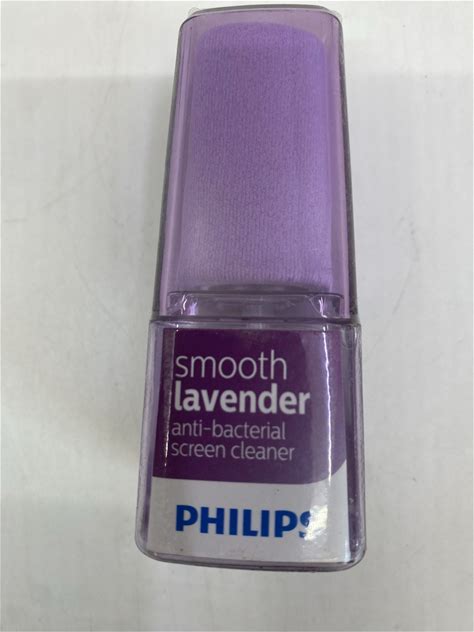 smooth
lavender
anti-bacterial
screen cleaner
PHILIPS